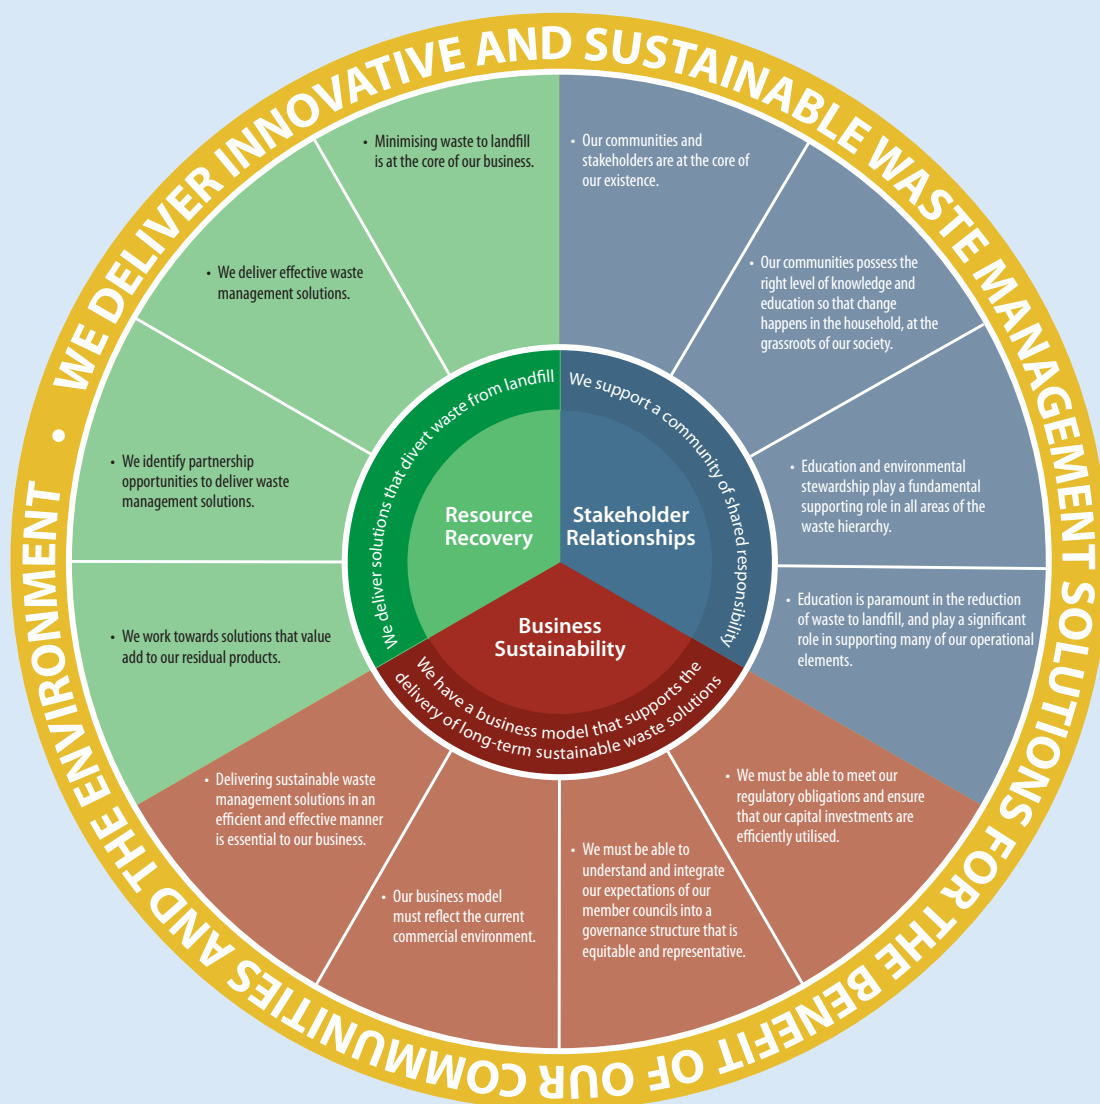 WE DELIVER INNOVATIVE AND SUSTAINABLE WASTE MANAGEMENT SOLUTIONS FOR THE BENEFIT OF OUR COMMUNITIES AND THE ENVIRONMENT •
• Minimising waste to landfill
is at the core of our business.
• We deliver effective waste
management solutions.
• We identify partnership
opportunities to deliver waste
management solutions.
• We work towards solutions that value
add to our residual products.
• Our communities and
stakeholders are at the core of
our existence.
• Our communities possess the
right level of knowledge and
education so that change
happens in the household, at the
grassroots of our society.
• Education and environmental
stewardship play a fundamental
supporting role in all areas of the
waste hierarchy.
• Education is paramount in the reduction
of waste to landfill, and play a significant
role in supporting many of our operational
elements.
We deliver solutions that divert waste from landfill
We support a community of shared responsibility
Resource
Recovery
Stakeholder
Relationships
Business
Sustainability
We have a business model that supports the
delivery of long-term sustainable waste solutions
• Delivering sustainable waste
management solutions in an
efficient and effective manner
is essential to our business.
• Our business model
must reflect the current
commercial environment.
• We must be able to
understand and integrate
our expectations of our
member councils into a
governance structure that is
equitable and representative.
• We must be able to meet our
regulatory obligations and ensure
that our capital investments are
efficiently utilised.